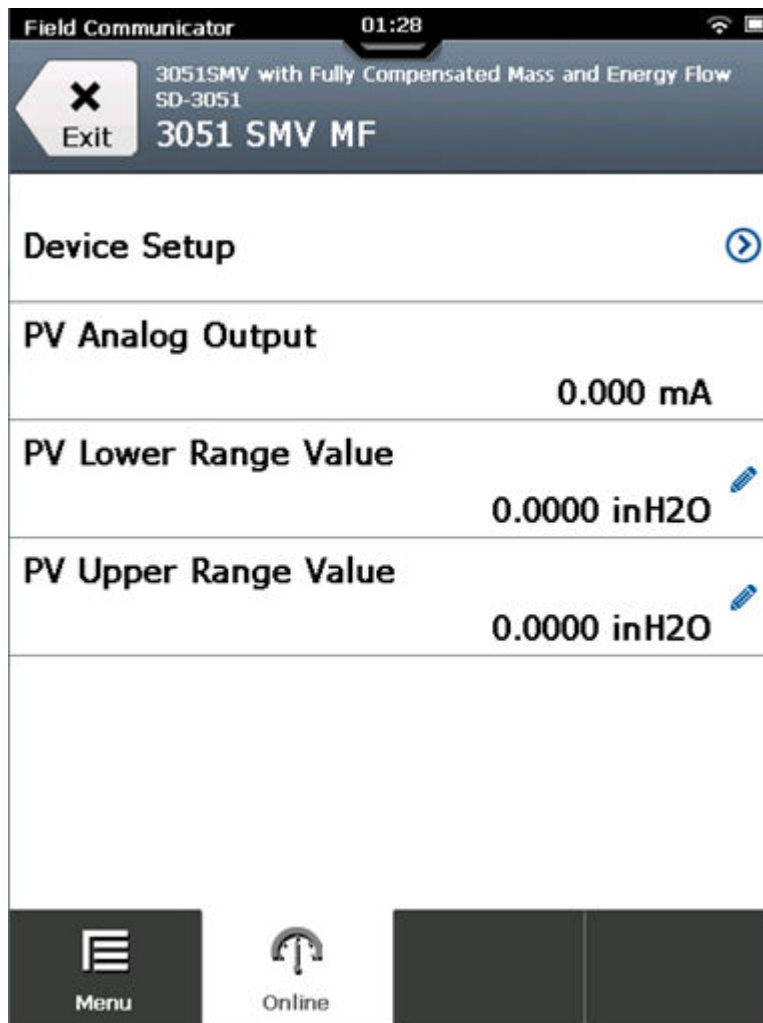 Field Communicator 01:28
3051SMV with Fully Compensated Mass and Energy Flow
SD-3051
3051 SMV MF
Exit
Device Setup
PV Analog Output
0.000 mA
PV Lower Range Value
0.0000 inH2O
PV Upper Range Value
0.0000 inH2O
Menu Online